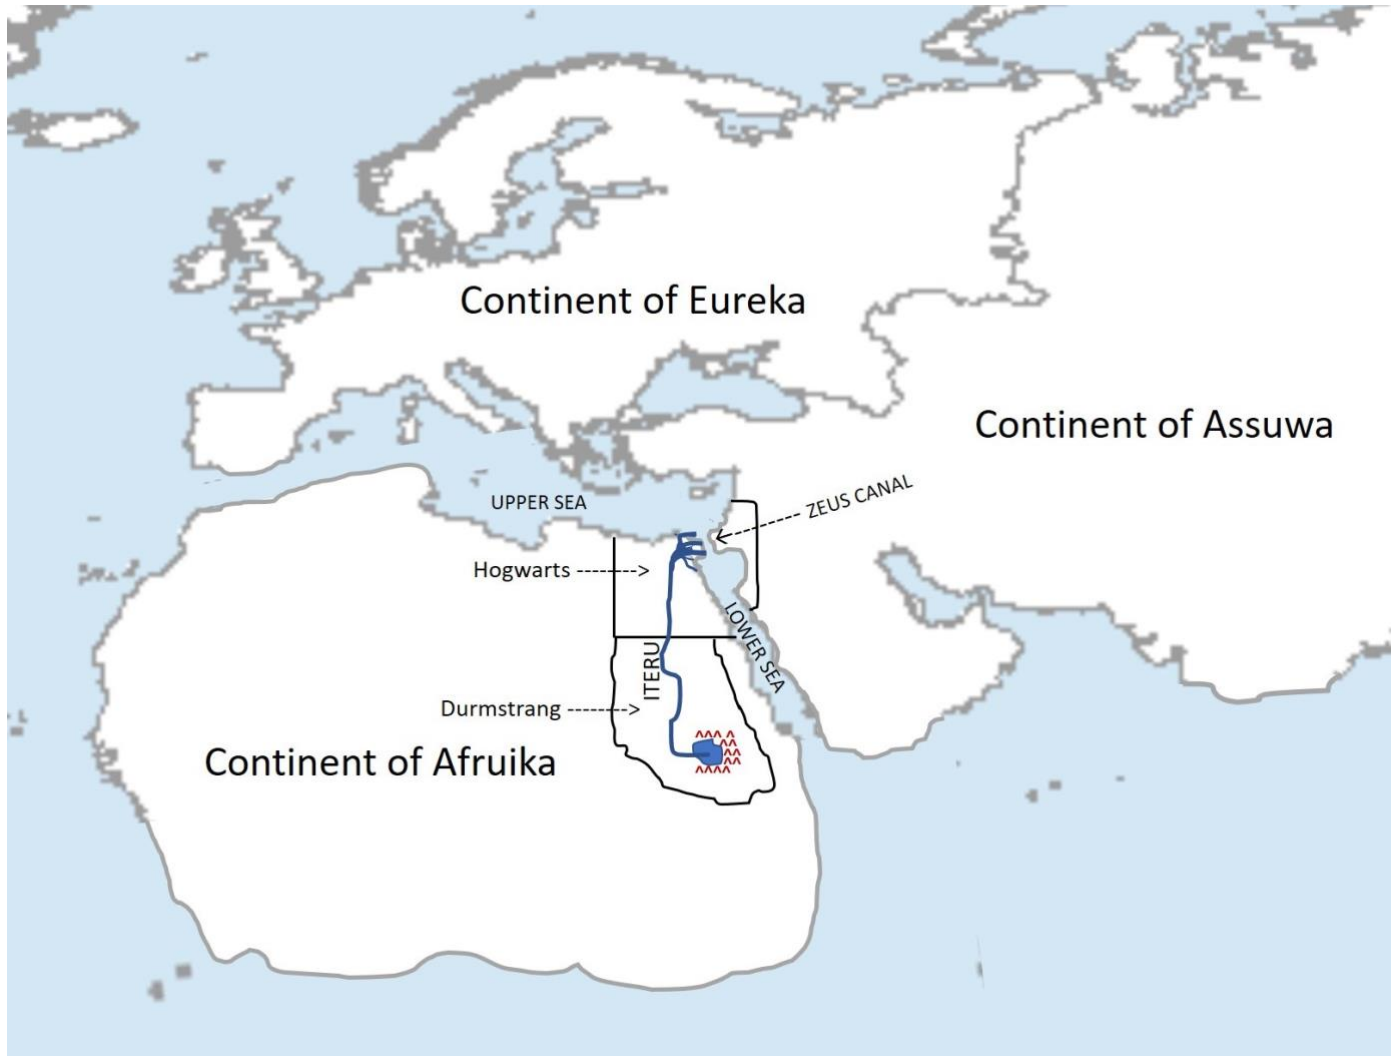 Continent of Eureka
Continent of Assuwa
ZEUS CANAL
UPPER SEA
Hogwarts
LOWER SEA
ITERU
Durmstrang
Continent of Afruika